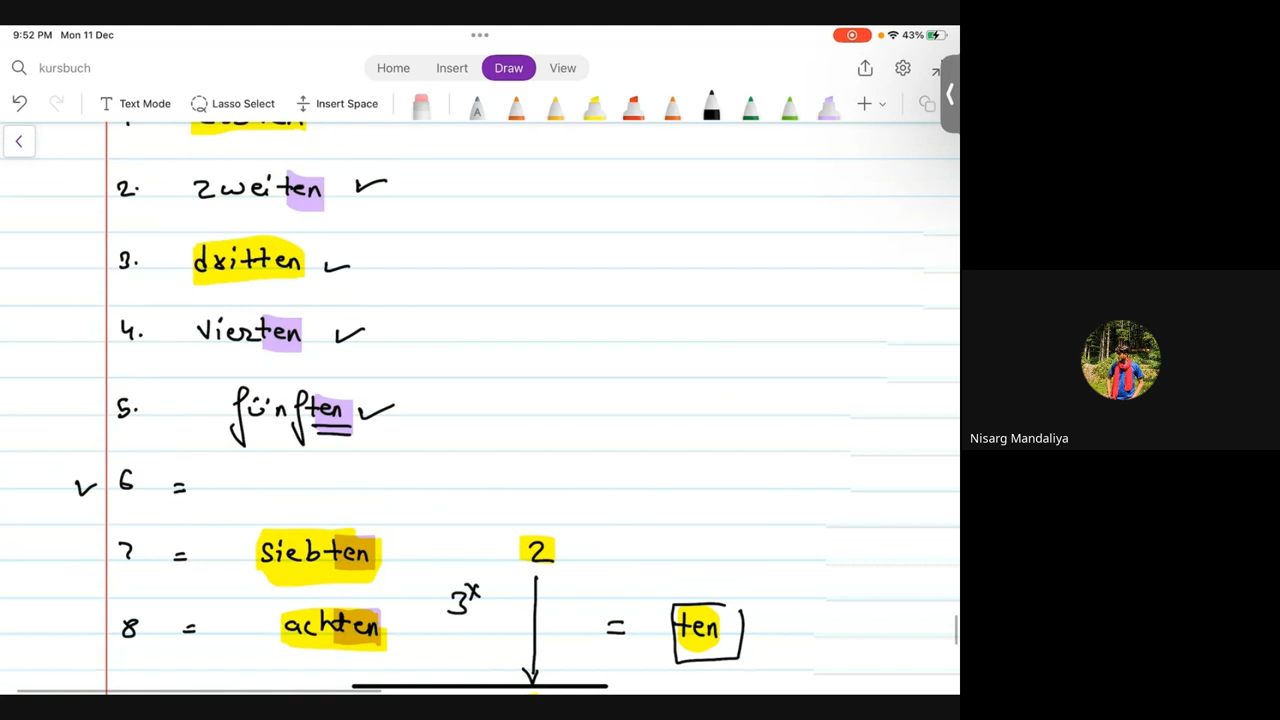 9:52 PM Mon 11 Dec
43%
kursbuch
Home Insert Draw View
Text Mode Lasso Select Insert Space
2. zweiten
3. dritten
4. vierten
5. fünften
6 =
7 = siebten 2
3x
8 = achten = ten
Nisarg Mandaliya